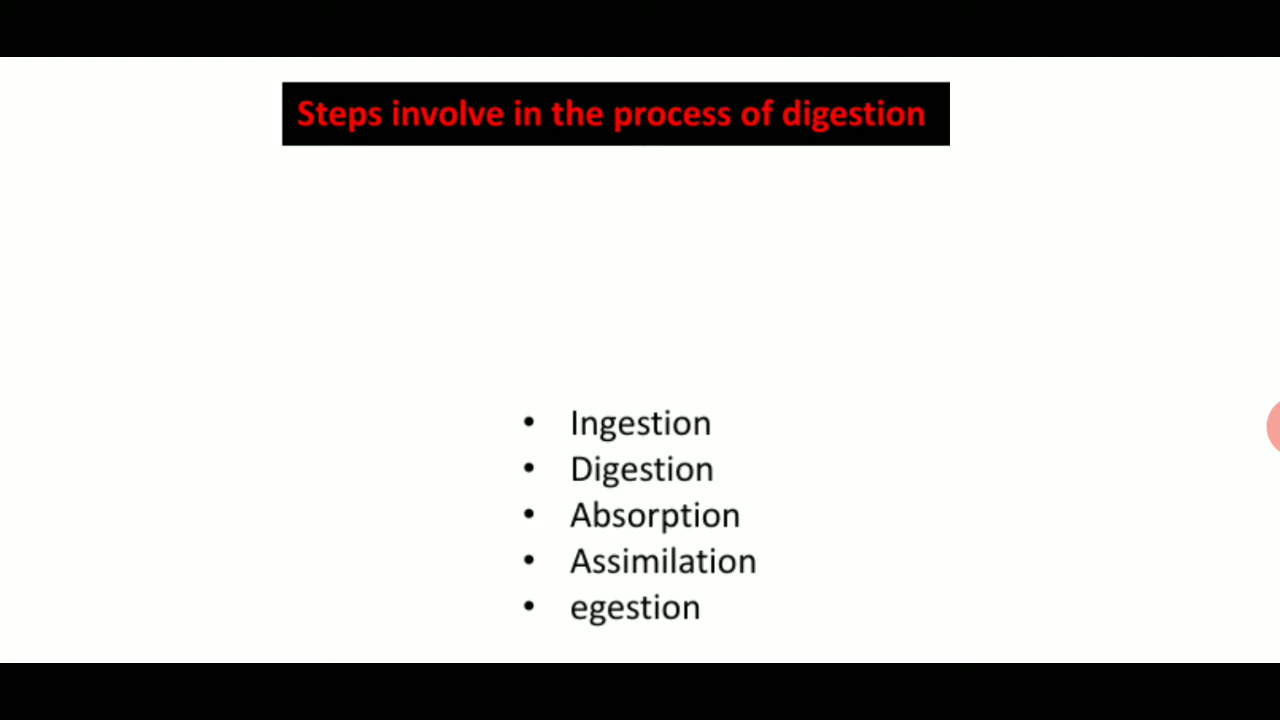 Steps involve in the process of digestion
• Ingestion
• Digestion
• Absorption
• Assimilation
• egestion